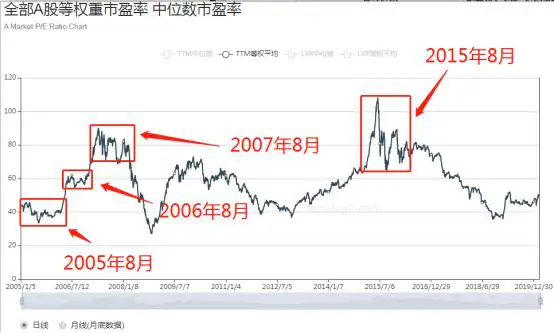 全部A股等权重市盈率 中位数市盈率
A Market P/E Ratio Chart
TTM中位数 TTM等权平均 LYR中位数 LYR等权平均
2015年8月
2007年8月
2006年8月
2005年8月
120
100
80
60
40
20
0
2005/1/5 2006/7/12 2008/1/8 2009/7/7 2011/1/4 2012/7/5 2014/1/2 2015/7/6 2016/12/29 2018/6/29 2019/12/30
日线 月线(月底数据)